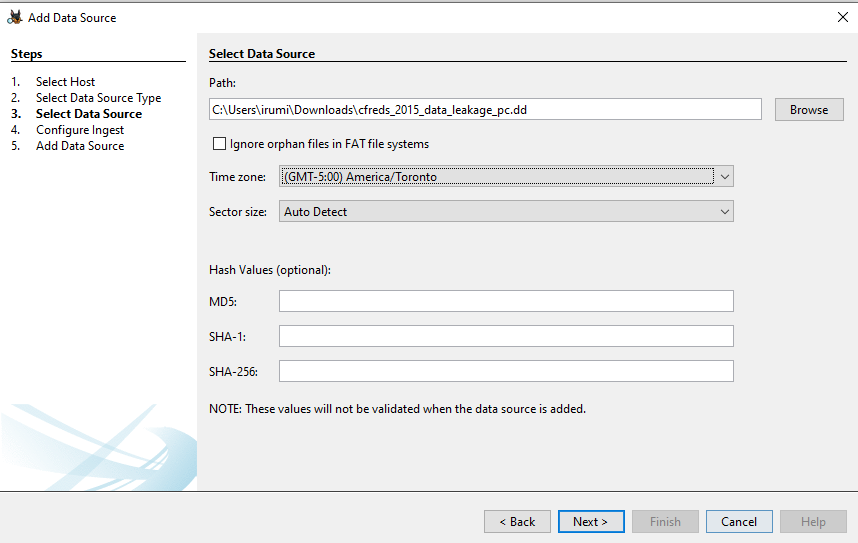 Add Data Source
Steps
1. Select Host
2. Select Data Source Type
3. Select Data Source
4. Configure Ingest
5. Add Data Source
Select Data Source
Path:
C:\Users\irumi\Downloads\cfreds_2015_data_leakage_pc.dd
Browse
Ignore orphan files in FAT file systems
Time zone: (GMT-5:00) America/Toronto
Sector size: Auto Detect
Hash Values (optional):
MD5:
SHA-1:
SHA-256:
NOTE: These values will not be validated when the data source is added.
< Back Next > Finish Cancel Help